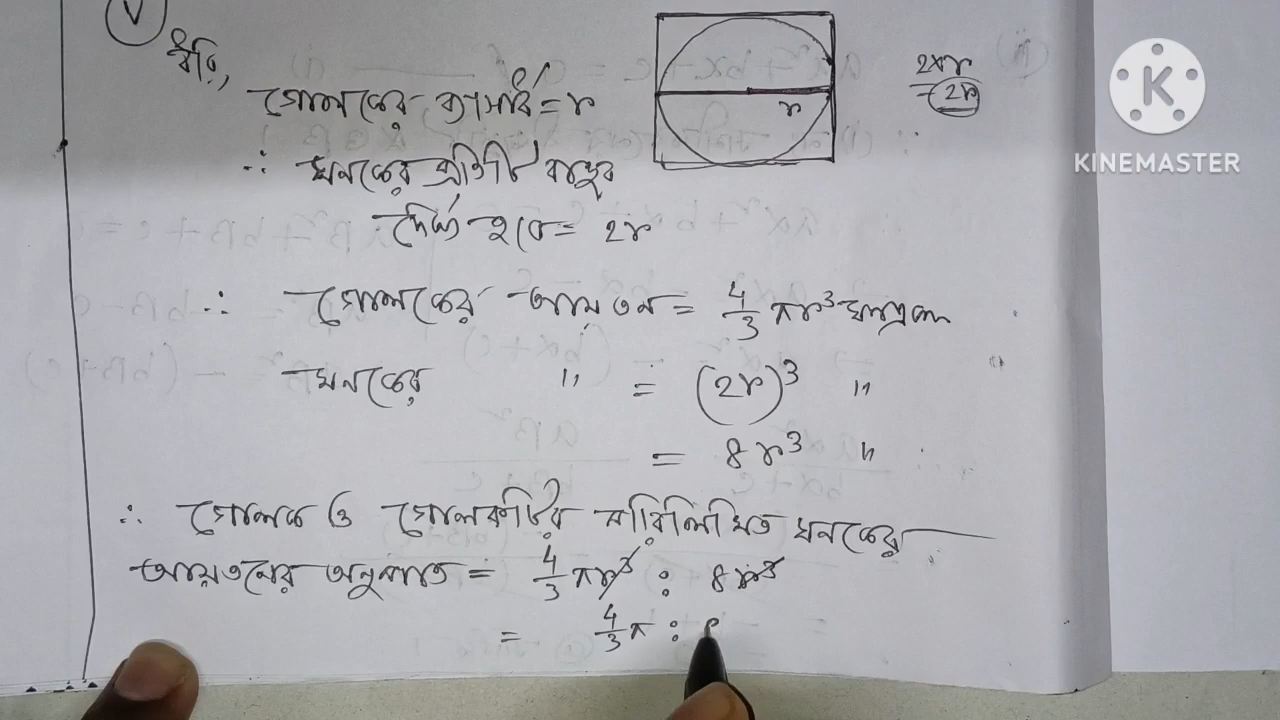 V
ধরি,
গোলকের ব্যাসার্ধ = r
r
2×r
= 2r
KINEMASTER
∴ ঘনকের প্রতিটি বাহুর
দৈর্ঘ্য হবে = 2r
∴ গোলকের আয়তন = 4/3 πr³ ঘনএকক
ঘনকের " = (2r)³ "
= 8r³ "
∴ গোলক ও গোলকটির পরিলিখিত ঘনকের
আয়তনের অনুপাত = 4/3 πr³ : 8r³
= 4/3 π :